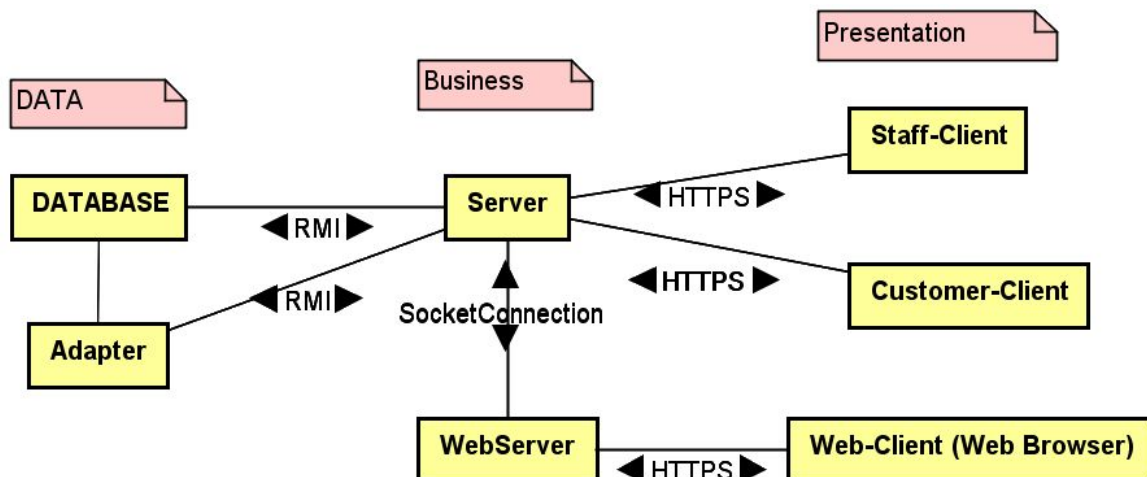 Presentation
Business
DATA
Staff-Client
DATABASE
Server
HTTPS
RMI
HTTPS
Customer-Client
RMI
SocketConnection
Adapter
WebServer
Web-Client (Web Browser)
HTTPS